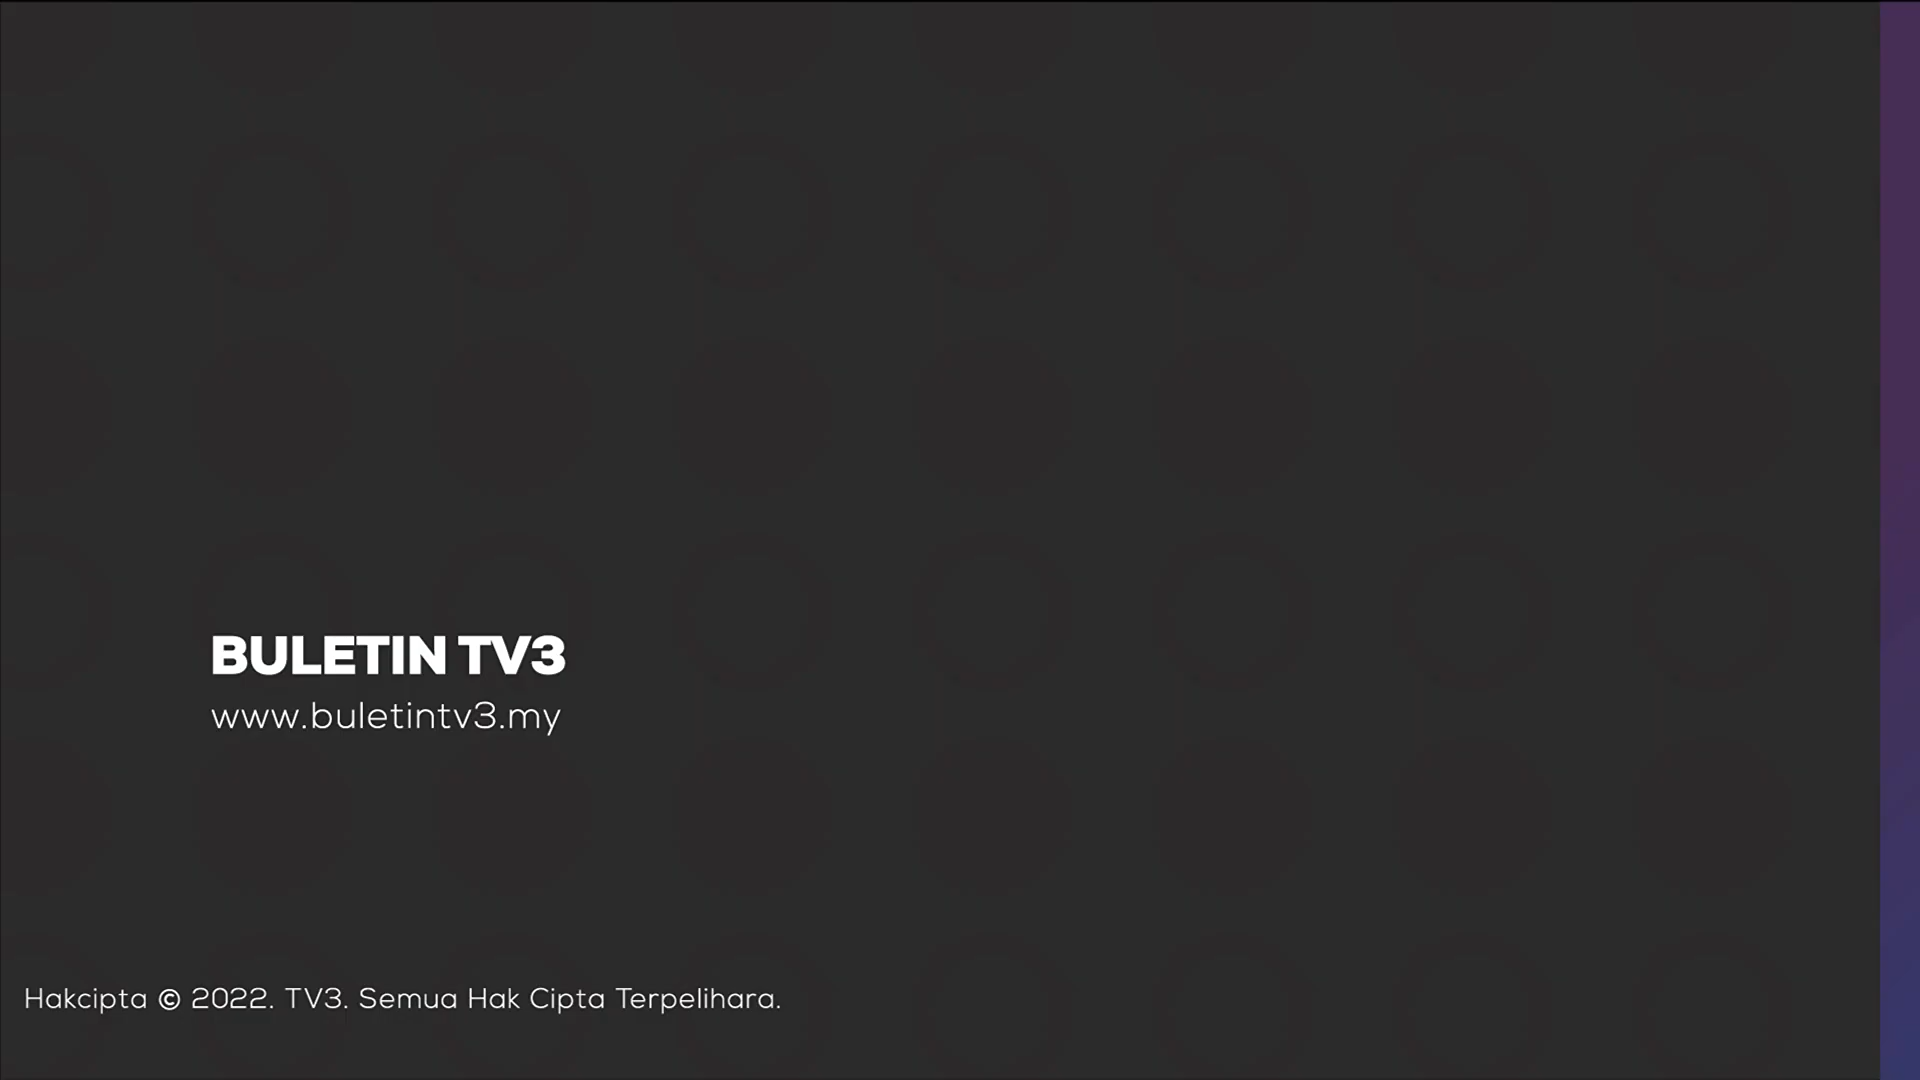 BULETIN TV3
www.buletintv3.my
Hakcipta © 2022. TV3. Semua Hak Cipta Terpelihara.